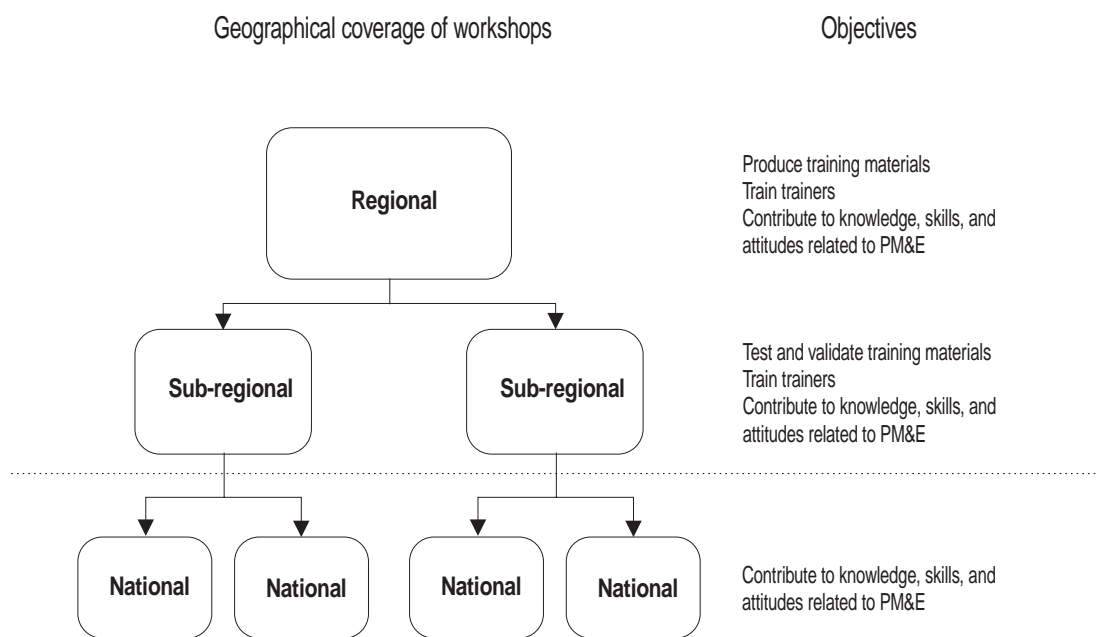 Geographical coverage of workshops
Objectives
Regional
Produce training materials
Train trainers
Contribute to knowledge, skills, and
attitudes related to PM&E
Sub-regional
Sub-regional
Test and validate training materials
Train trainers
Contribute to knowledge, skills, and
attitudes related to PM&E
National
National
National
National
Contribute to knowledge, skills, and
attitudes related to PM&E